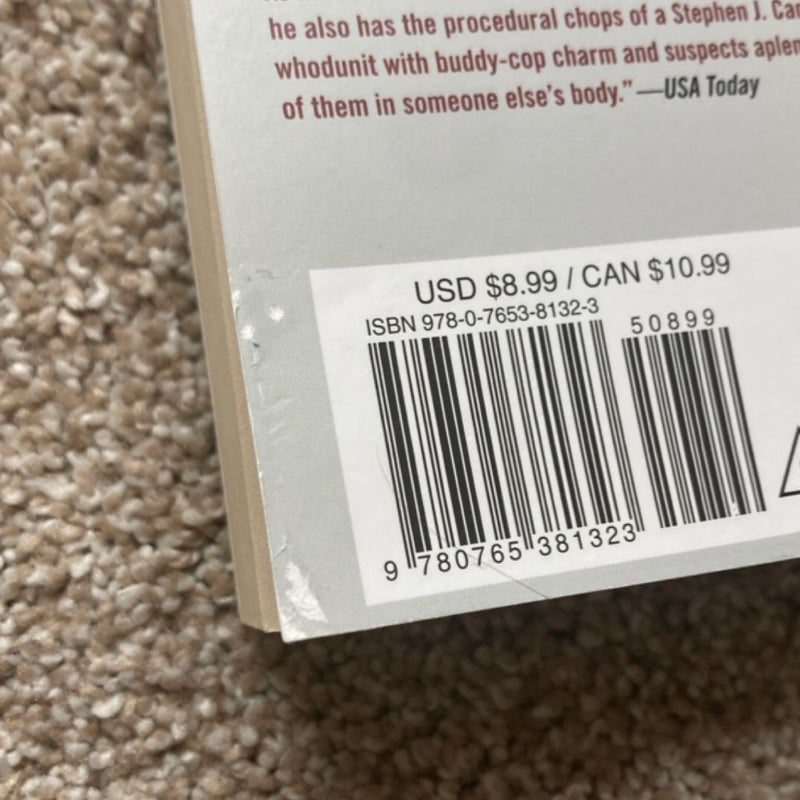 he also has the procedural chops of a Stephen J.
whodunit with buddy-cop charm and suspects
of them in someone else's body."—USA Today
USD $8.99 / CAN $10.99
ISBN 978-0-7653-8132-3
50899
9 780765 381323